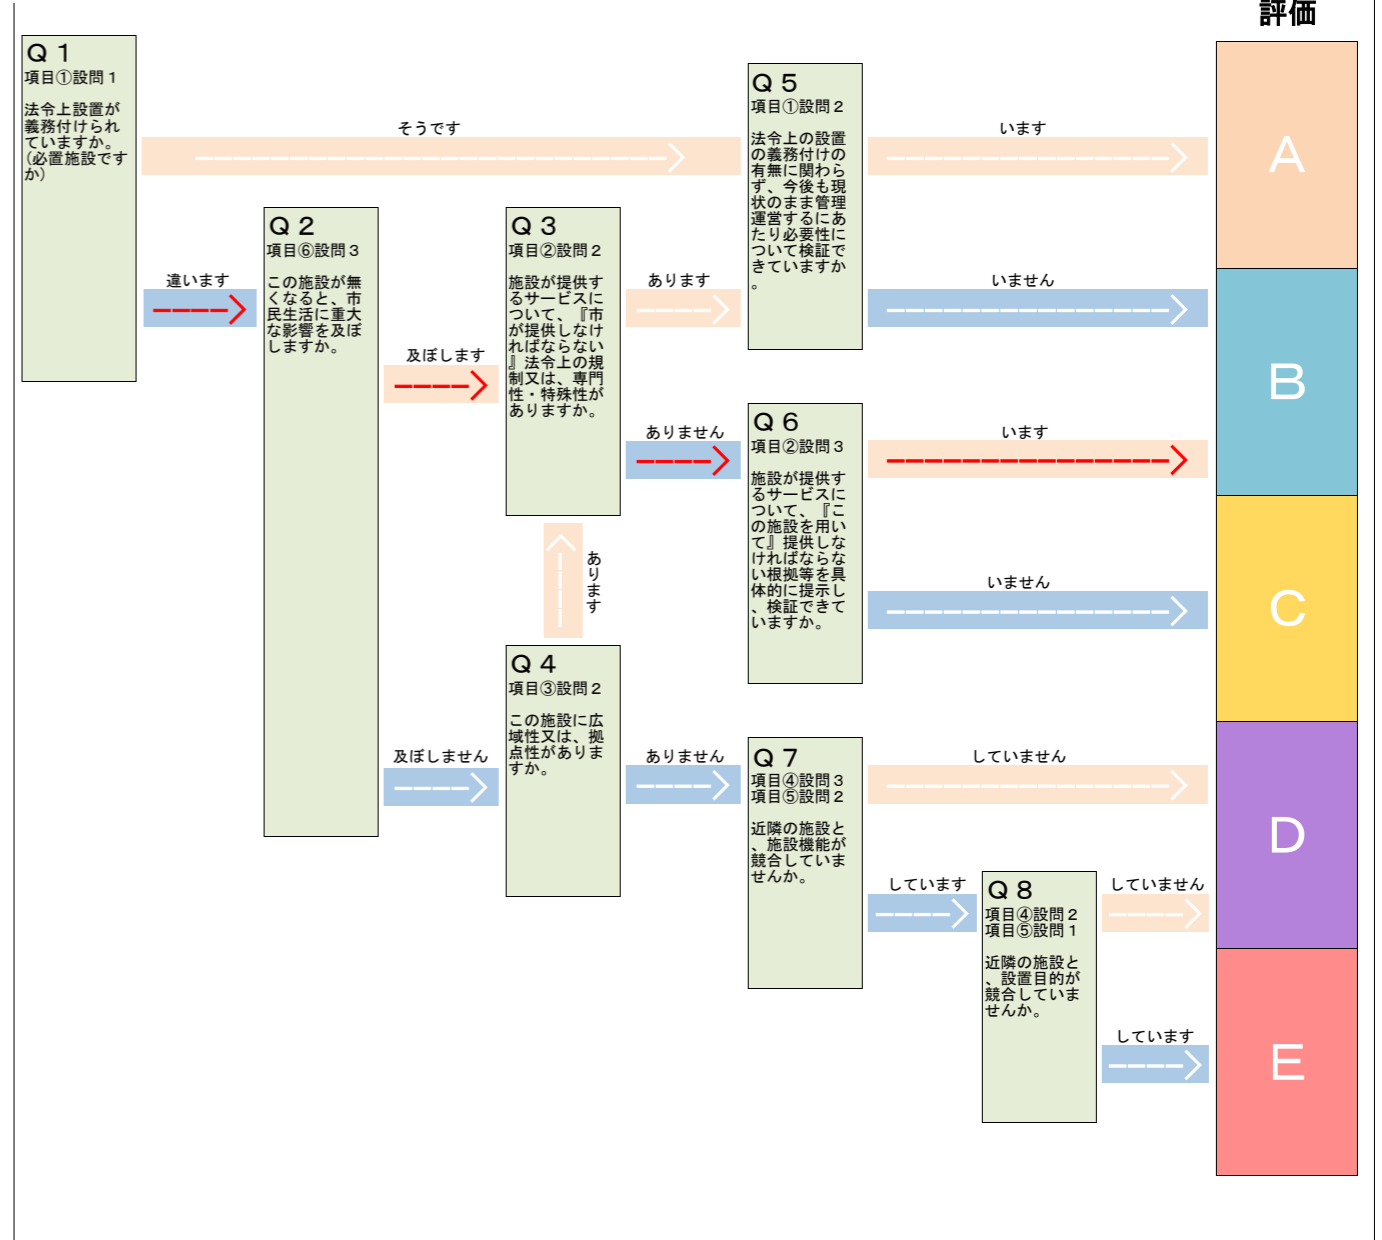 評価
Ｑ１
項目①設問１
法令上設置が
義務付けられ
ていますか。
(必置施設です
か)
そうです
違います
Ｑ２
項目⑥設問３
この施設が無
くなると、市
民生活に重大
な影響を及ぼ
しますか。
及ぼします
及ぼしません
Ｑ３
項目②設問２
施設が提供す
るサービスに
ついて、『市
が提供しなけ
ればならない
』法令上の規
制又は、専門
性・特殊性が
ありますか。
あります
ありません
あります
Ｑ４
項目③設問２
この施設に広
域性又は、拠
点性がありま
すか。
ありません
Ｑ５
項目①設問２
法令上の設置
の義務付けの
有無に関わら
ず、今後も現
状のまま管理
運営するにあ
たり必要性に
ついて検証で
きていますか
。
います
いません
Ｑ６
項目②設問３
施設が提供す
るサービスに
ついて、『こ
の施設を用い
て』提供しな
ければならな
い根拠等を具
体的に提示し
、検証できて
いますか。
います
いません
Ｑ７
項目④設問３
項目⑤設問２
近隣の施設と
、施設機能が
競合していま
せんか。
していません
しています
Ｑ８
項目④設問２
項目⑤設問１
近隣の施設と
、設置目的が
競合していま
せんか。
していません
しています
A
B
C
D
E